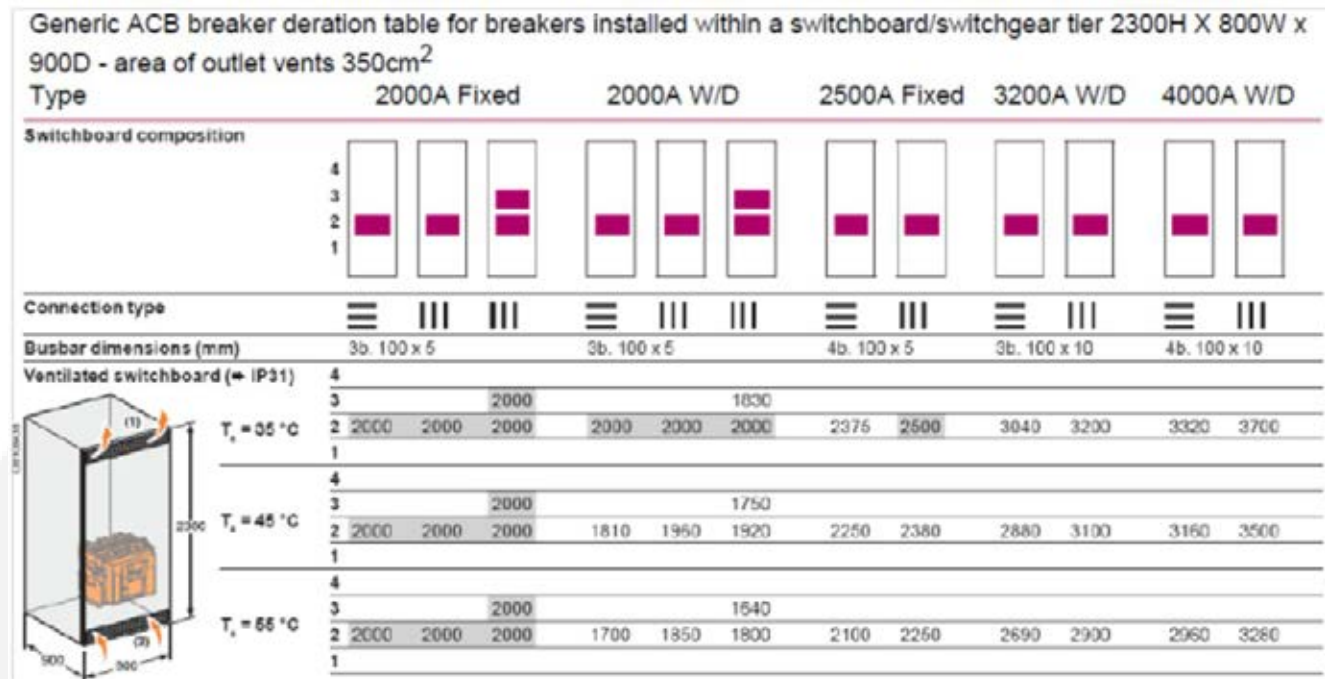 Generic ACB breaker deration table for breakers installed within a switchboard/switchgear tier 2300H X 800W x
900D - area of outlet vents 350cm2
Type 2000A Fixed 2000A W/D 2500A Fixed 3200A W/D 4000A W/D
Switchboard composition
4
3
2
1
Connection type
Busbar dimensions (mm) 3b. 100 x 5 3b. 100 x 5 4b. 100 x 5 3b. 100 x 10 4b. 100 x 10
Ventilated switchboard (➨ IP31) 4
3 2000 1830
Ts = 35 °C 2 2000 2000 2000 2000 2000 2000 2375 2500 3040 3200 3320 3700
1
4
3 2000 1750
Ts = 45 °C 2 2000 2000 2000 1810 1960 1920 2250 2380 2880 3100 3160 3500
1
4
3 2000 1640
Ts = 55 °C 2 2000 2000 2000 1700 1850 1800 2100 2250 2690 2900 2960 3280
1
(1)
2300
(2)
900